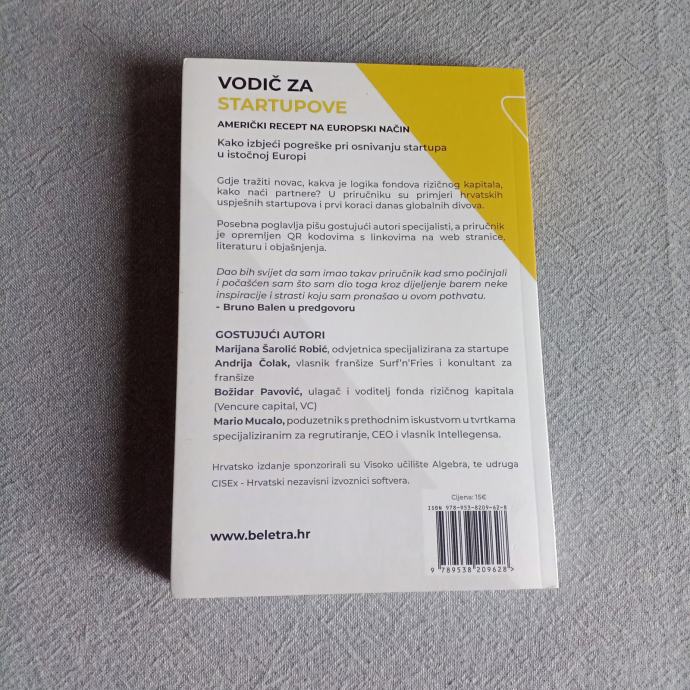 VODIČ ZA
STARTUPOVE
AMERIČKI RECEPT NA EUROPSKI NAČIN
Kako izbjeći pogreške pri osnivanju startupa
u istočnoj Europi
Gdje tražiti novac, kakva je logika fondova rizičnog kapitala,
kako naći partnere? U priručniku su primjeri hrvatskih
uspješnih startupova i prvi koraci danas globalnih divova.
Posebna poglavlja pišu gostujući autori specijalisti, a priručnik
je opremljen QR kodovima s linkovima na web stranice,
literaturu i objašnjenja.
Dao bih svijet da sam imao takav priručnik kad smo počinjali
i počašćen sam što sam dio toga kroz dijeljenje barem neke
inspiracije i strasti koju sam pronašao u ovom pothvatu.
- Bruno Balen u predgovoru
GOSTUJUĆI AUTORI
Marijana Šarolić Robić, odvjetnica specijalizirana za startupe
Andrija Čolak, vlasnik franšize Surf'n'Fries i konzultant za
franšize
Božidar Pavović, ulagač i voditelj fonda rizičnog kapitala
(Vencure capital, VC)
Mario Mucalo, poduzetnik s prethodnim iskustvom u tvrtkama
specijaliziranim za regrutiranje, CEO i vlasnik Intellegensa.
Hrvatsko izdanje sponzorirali su Visoko učilište Algebra, te udruga
CISEx - Hrvatski nezavisni izvoznici softvera.
Cijena: 15€
ISBN 978-953-8209-62-8
www.beletra.hr
9 789538 209628 >